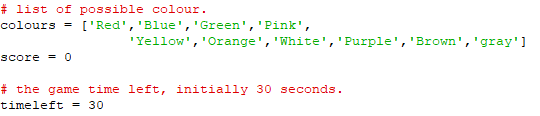 # list of possible colour.
colours = ['Red','Blue','Green','Pink',
'Yellow','Orange','White','Purple','Brown','gray']
score = 0
# the game time left, initially 30 seconds.
timeleft = 30